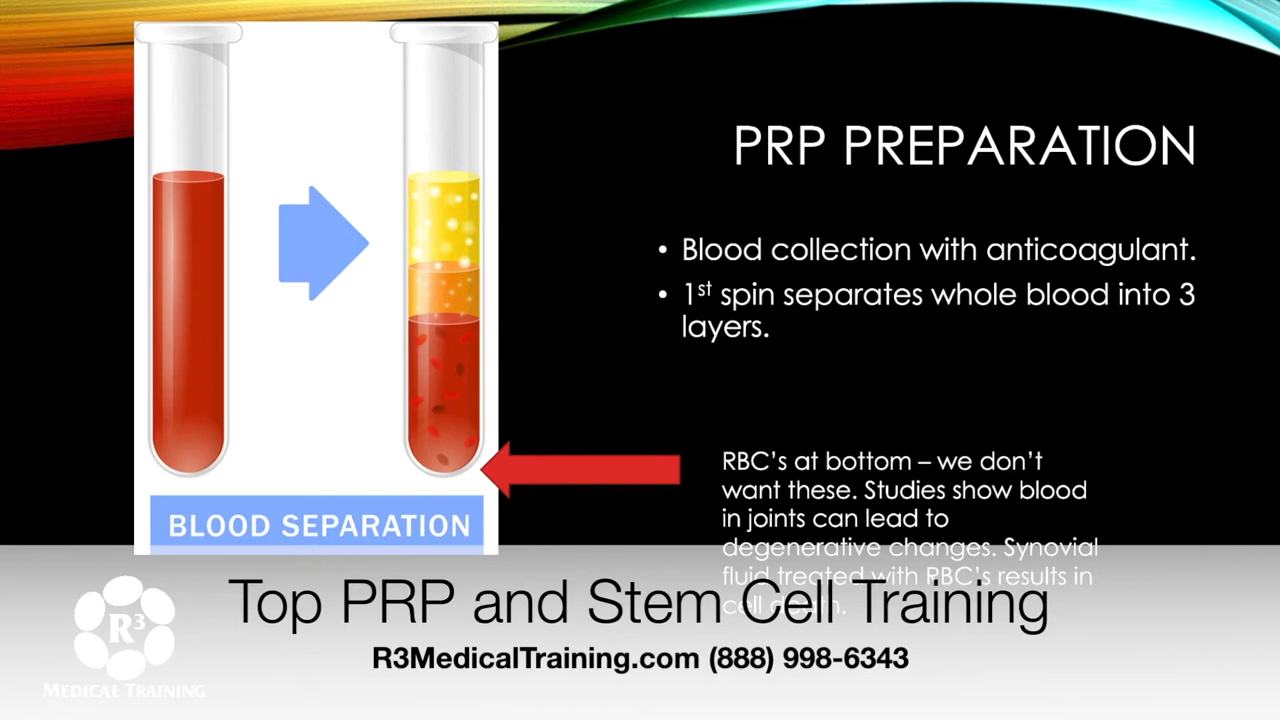 PRP PREPARATION
• Blood collection with anticoagulant.
• 1st spin separates whole blood into 3
layers.
RBC’s at bottom – we don’t
want these. Studies show blood
in joints can lead to
degenerative changes. Synovial
fluid treated with RBC’s results in
cell death.
BLOOD SEPARATION
Top PRP and Stem Cell Training
R3MedicalTraining.com (888) 998-6343
R3
MEDICAL TRAINING